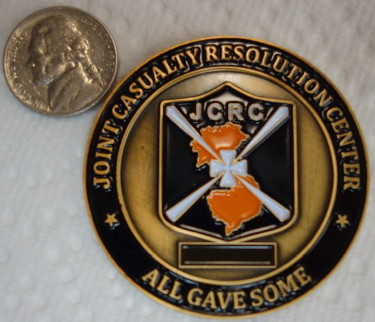 JOINT CASUALTY RESOLUTION CENTER
JCRC
ALL GAVE SOME